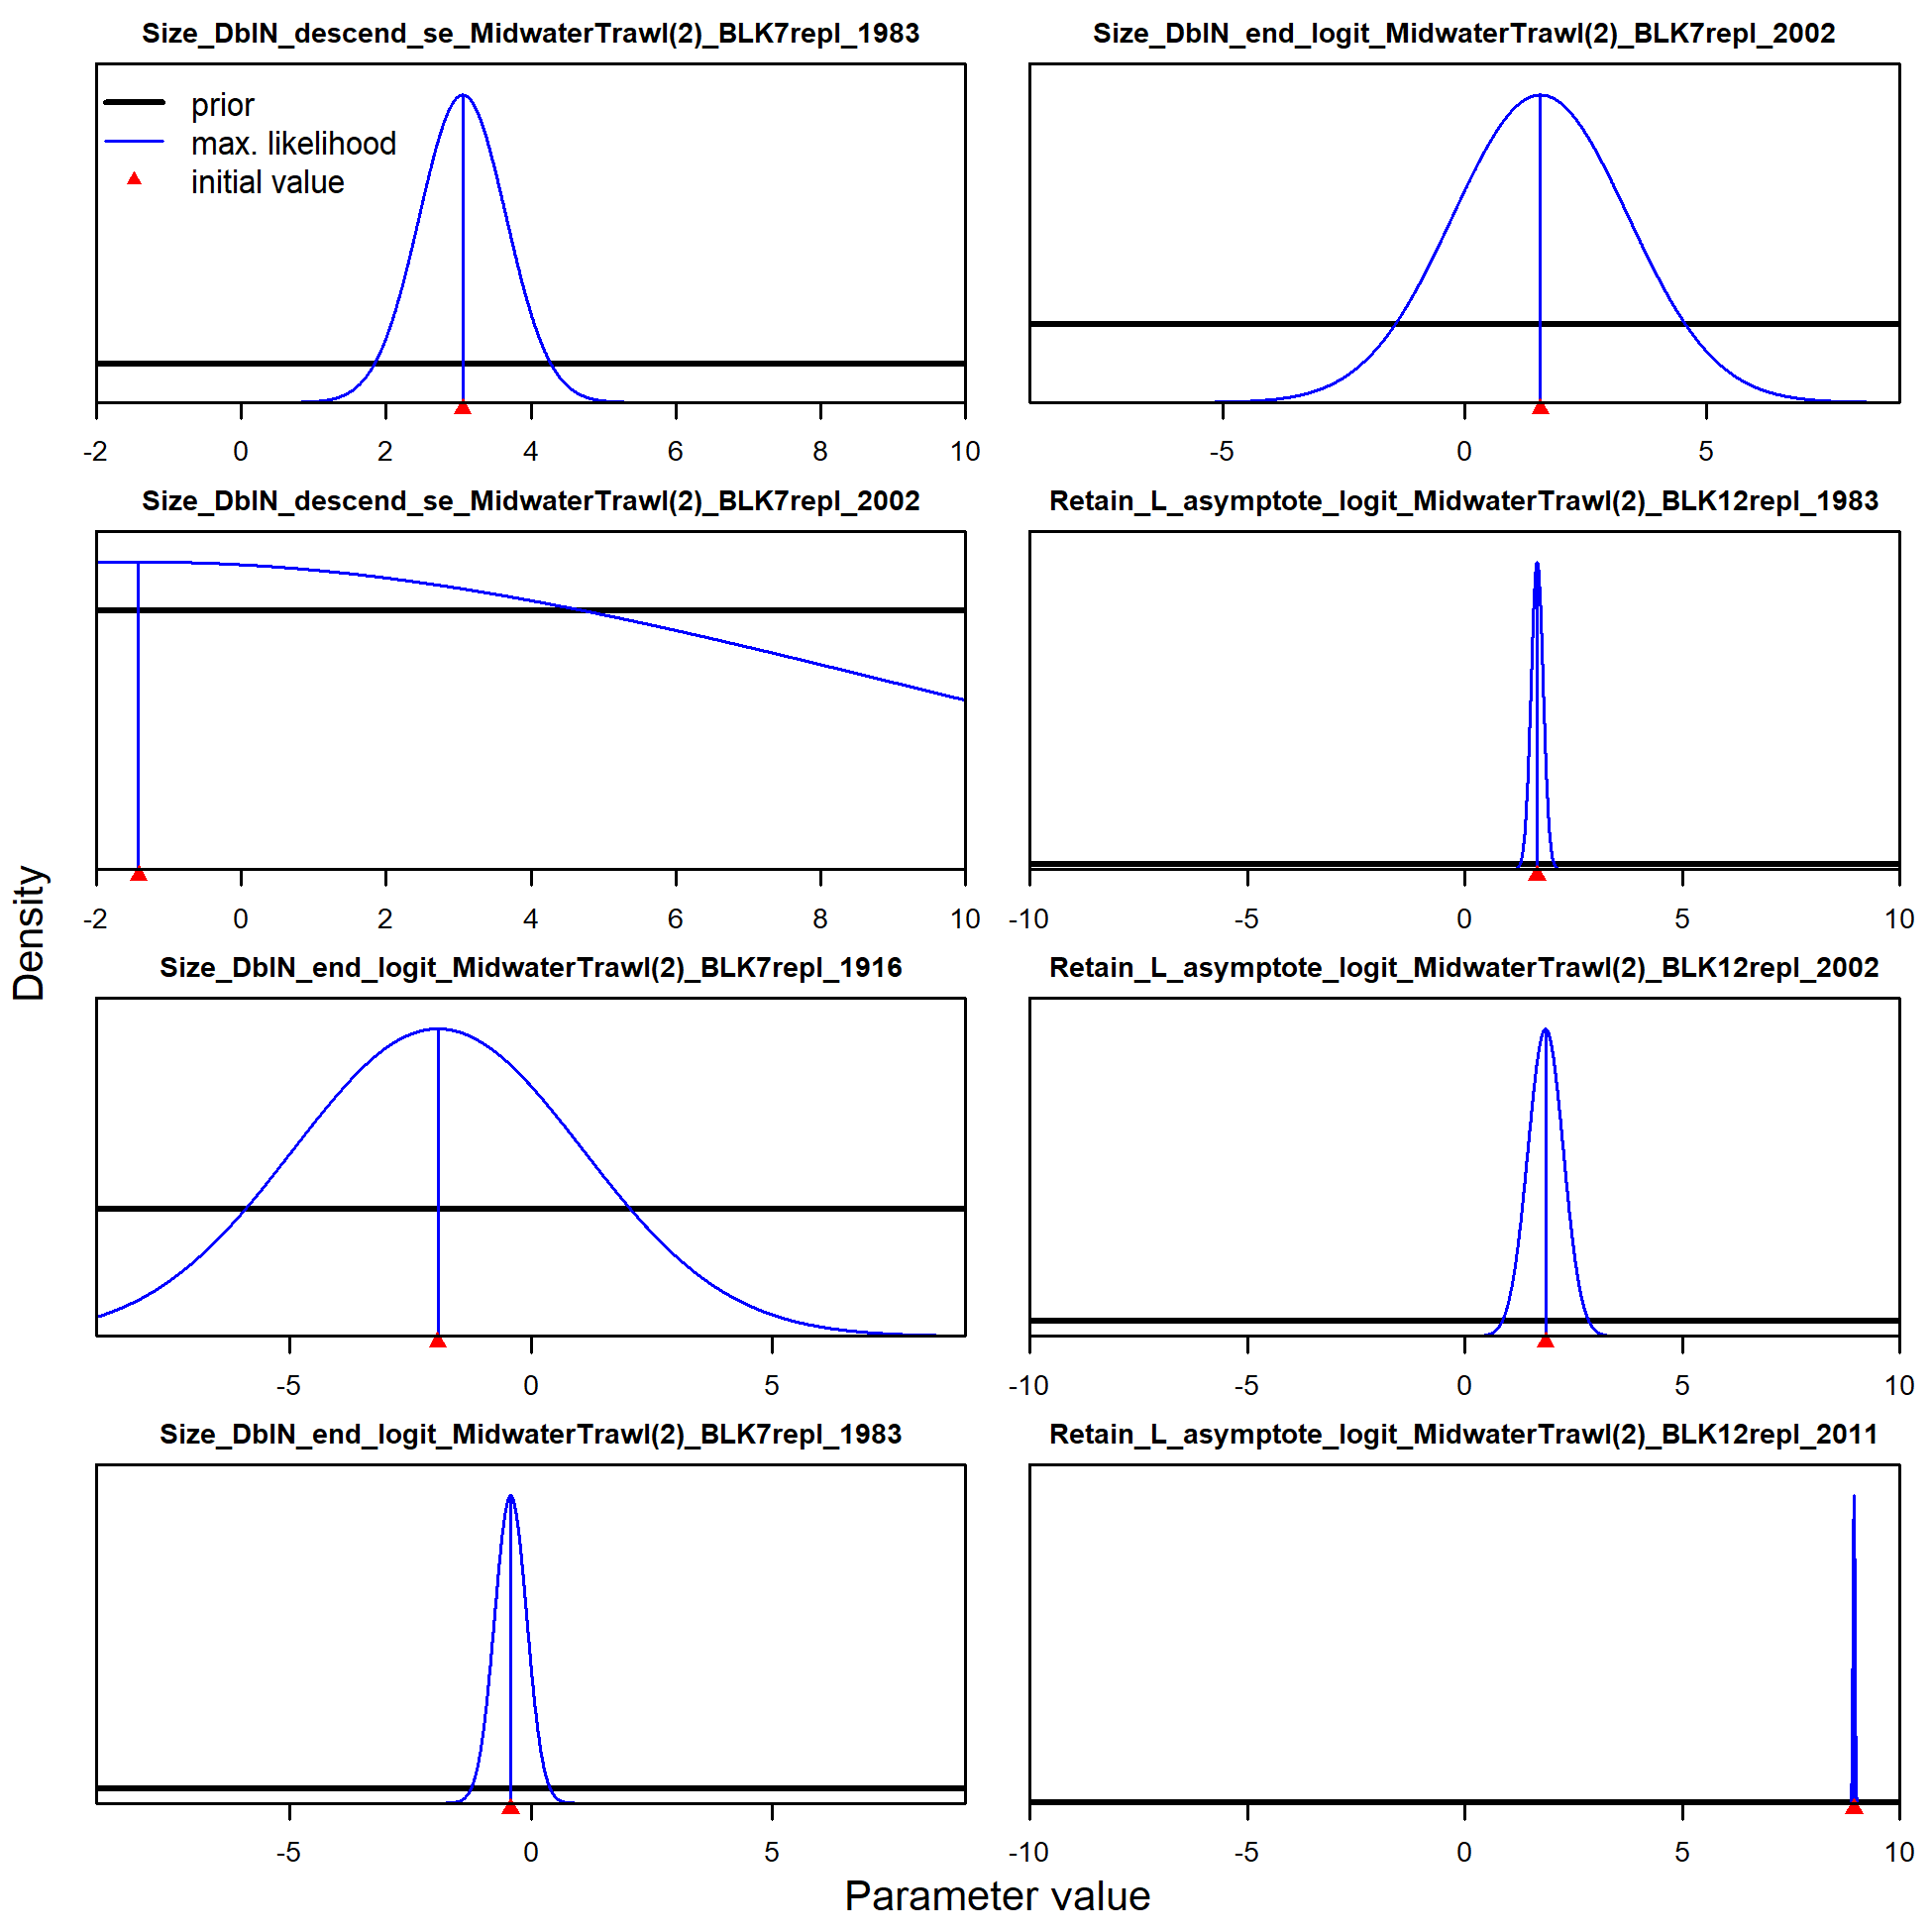 Size_DblN_descend_se_MidwaterTrawl(2)_BLK7repl_1983
prior
max. likelihood
initial value
-2 0 2 4 6 8 10
Size_DblN_end_logit_MidwaterTrawl(2)_BLK7repl_2002
-5 0 5
Size_DblN_descend_se_MidwaterTrawl(2)_BLK7repl_2002
-2 0 2 4 6 8 10
Retain_L_asymptote_logit_MidwaterTrawl(2)_BLK12repl_1983
-10 -5 0 5 10
Size_DblN_end_logit_MidwaterTrawl(2)_BLK7repl_1916
-5 0 5
Retain_L_asymptote_logit_MidwaterTrawl(2)_BLK12repl_2002
-10 -5 0 5 10
Size_DblN_end_logit_MidwaterTrawl(2)_BLK7repl_1983
-5 0 5
Retain_L_asymptote_logit_MidwaterTrawl(2)_BLK12repl_2011
-10 -5 0 5 10
Density
Parameter value